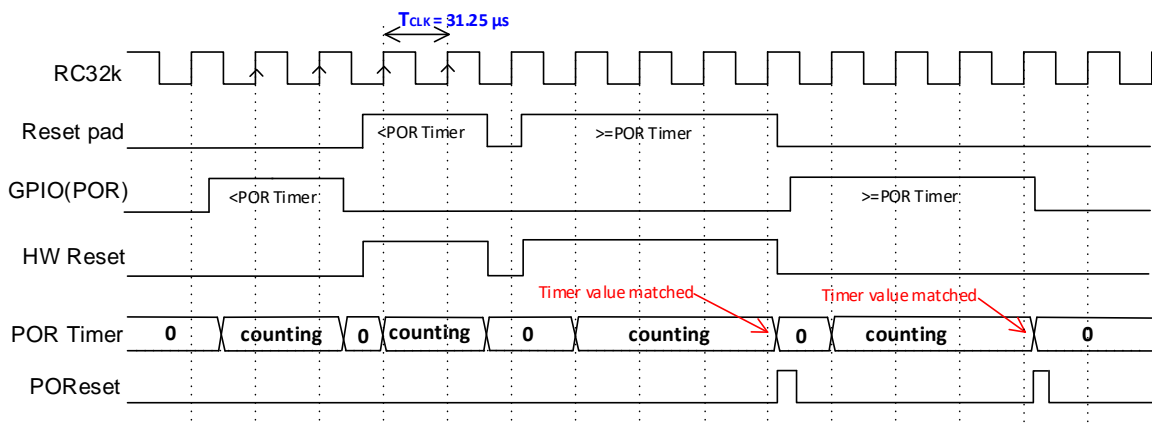 TCLK = 31.25 µs
RC32k
Reset pad
<POR Timer
>=POR Timer
GPIO(POR)
<POR Timer
>=POR Timer
HW Reset
Timer value matched
Timer value matched
POR Timer
0
counting
0
counting
0
counting
0
counting
0
POReset